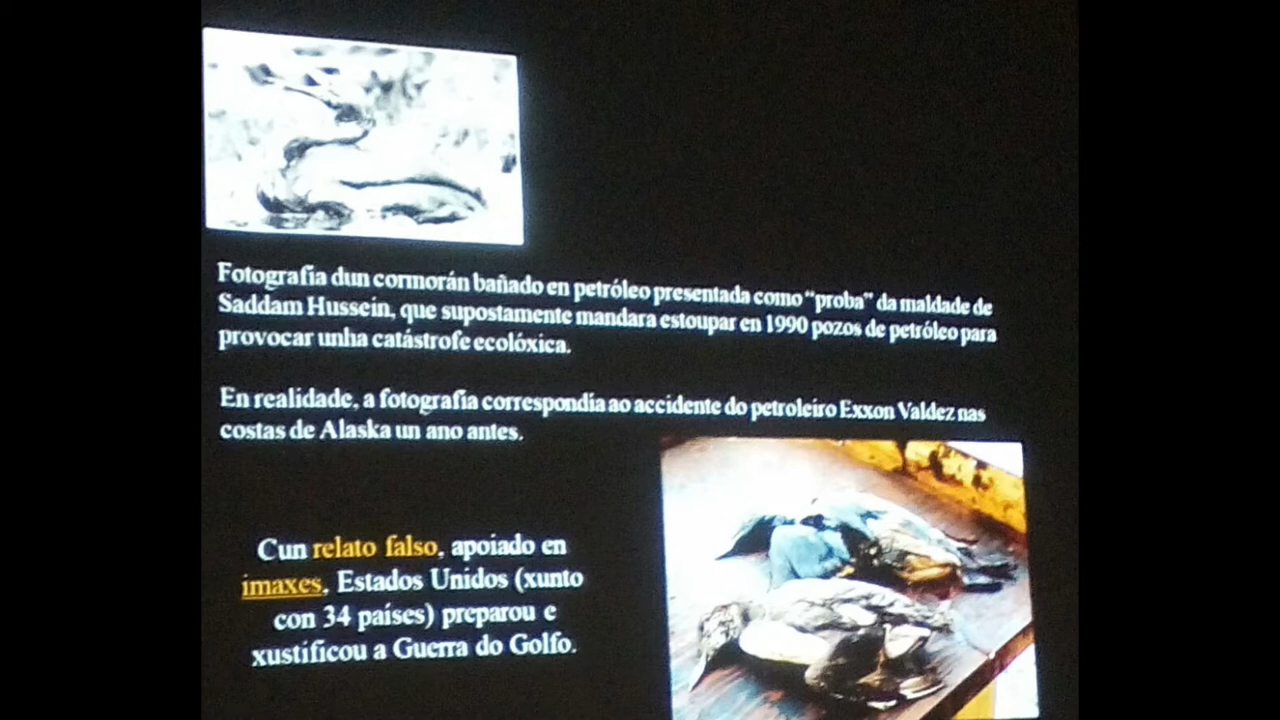 Fotografía dun cormorán bañado en petróleo presentada como “proba” da maldade de
Saddam Hussein, que supostamente mandara estoupar en 1990 pozos de petróleo para
provocar unha catástrofe ecolóxica.
En realidade, a fotografía correspondía ao accidente do petroleiro Exxon Valdez nas
costas de Alaska un ano antes.
Cun relato falso, apoiado en
imaxes, Estados Unidos (xunto
con 34 países) preparou e
xustificou a Guerra do Golfo.